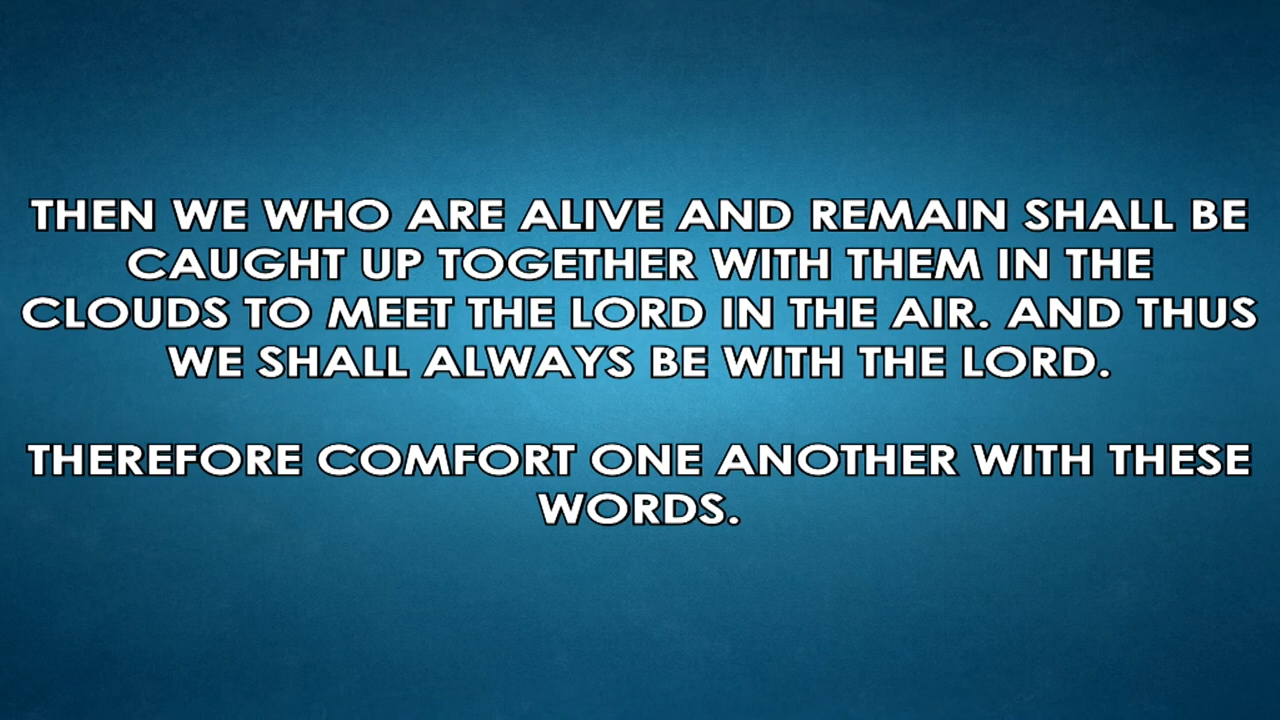 THEN WE WHO ARE ALIVE AND REMAIN SHALL BE
CAUGHT UP TOGETHER WITH THEM IN THE
CLOUDS TO MEET THE LORD IN THE AIR. AND THUS
WE SHALL ALWAYS BE WITH THE LORD.
THEREFORE COMFORT ONE ANOTHER WITH THESE
WORDS.